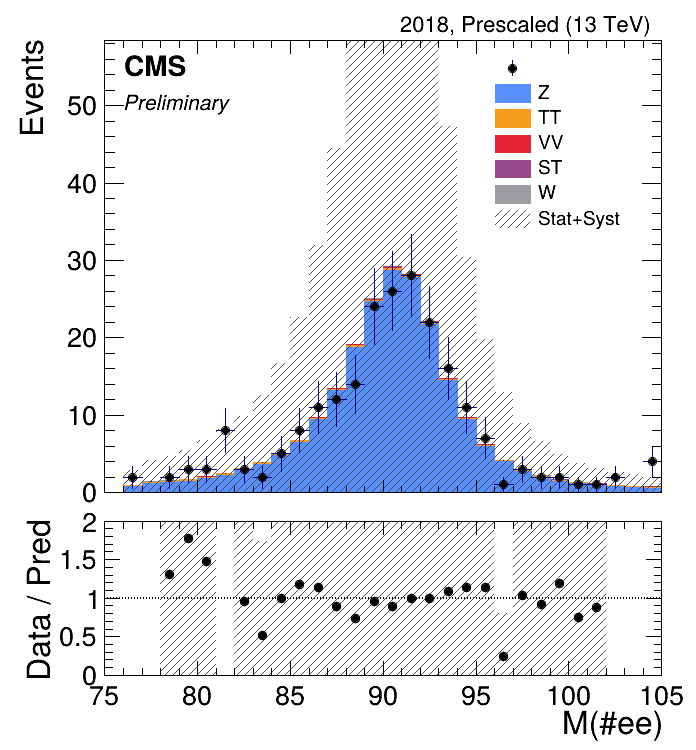 2018, Prescaled (13 TeV)
Events
CMS
Preliminary
Z
TT
VV
ST
W
Stat+Syst
50
40
30
20
10
0
Data / Pred
2
1.5
1
0.5
0
75 80 85 90 95 100 105
M(#ee)